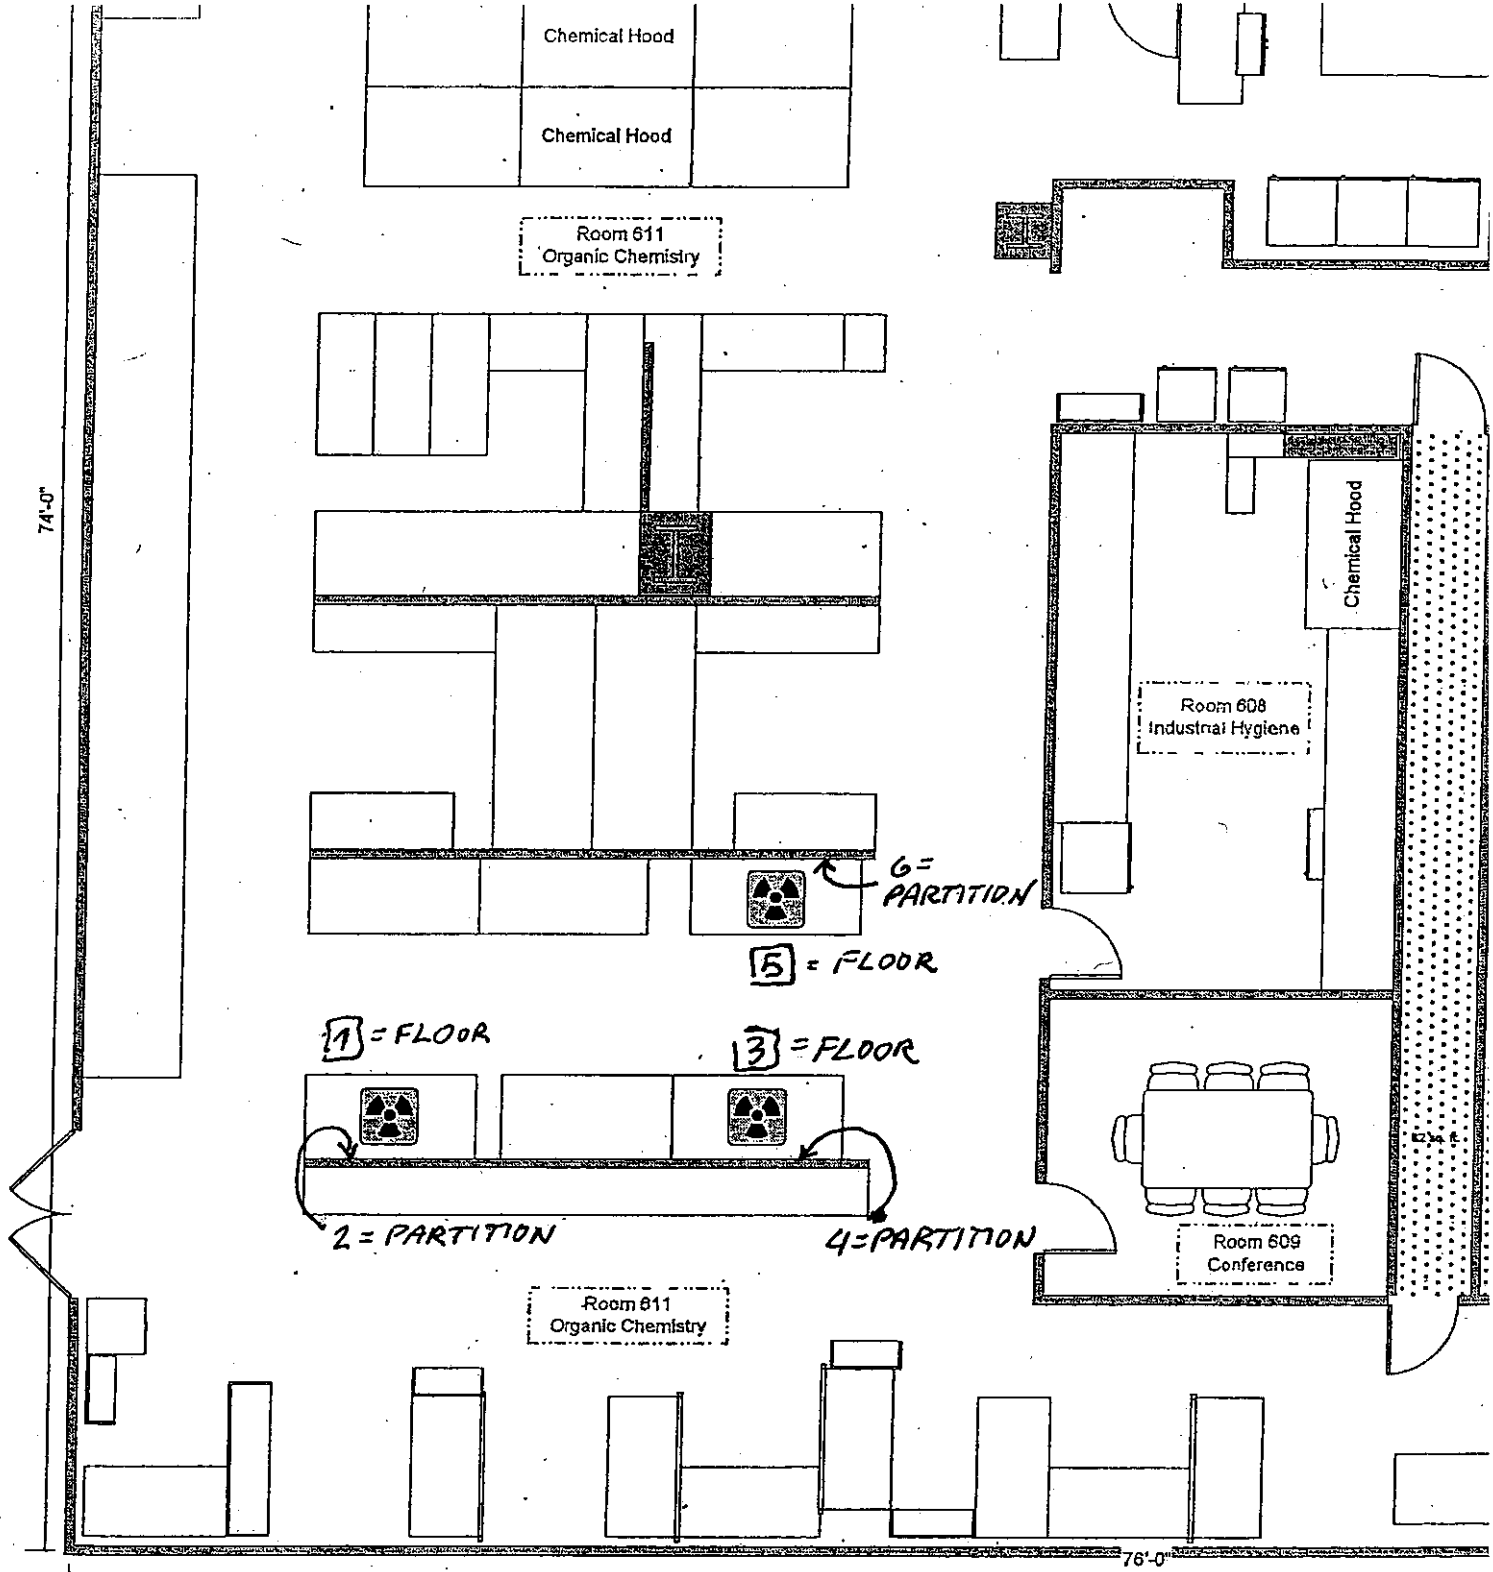 Chemical Hood
Chemical Hood
Room 611
Organic Chemistry
74'-0"
Chemical Hood
Room 608
Industrial Hygiene
6 =
PARTITION
5 = FLOOR
1 = FLOOR
3 = FLOOR
2 = PARTITION
4 = PARTITION
Room 609
Conference
Room 611
Organic Chemistry
76'-0"